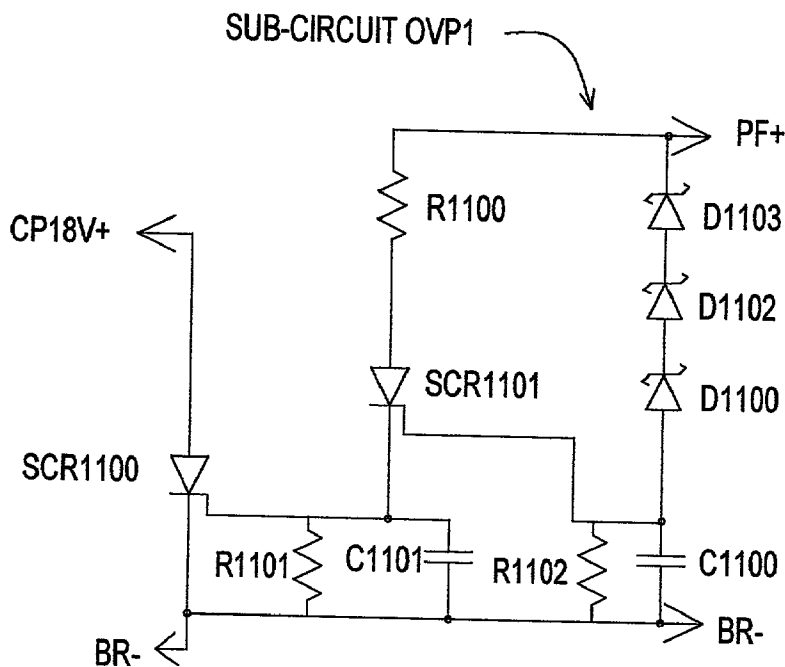 SUB-CIRCUIT OVP1
PF+
R1100
D1103
CP18V+
D1102
SCR1101
D1100
SCR1100
R1101
C1101
R1102
C1100
BR-
BR-